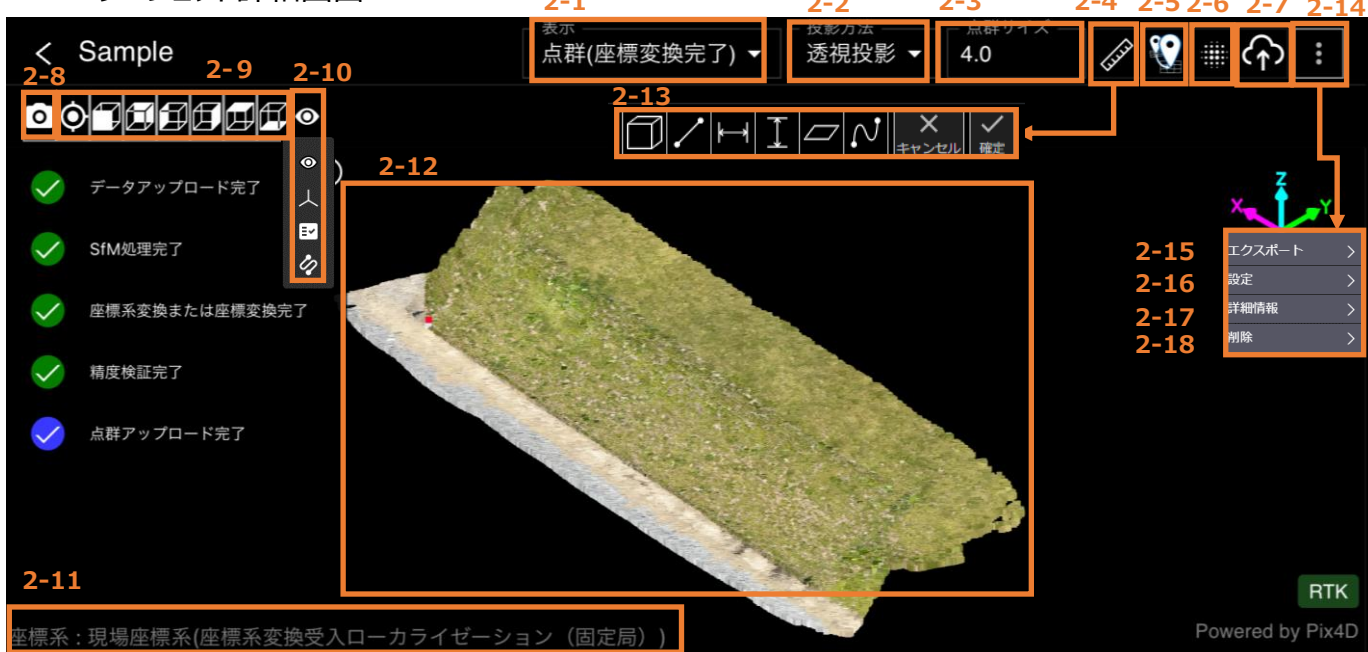 2-1 2-2 2-3 2-4 2-5 2-6 2-7 2-14
Sample
表示
点群(座標変換完了)
投影方法
透視投影
点群サイズ
4.0
2-8 2-9 2-10
2-13
キャンセル 確定
2-12
データアップロード完了
SfM処理完了
座標系変換または座標変換完了
精度検証完了
点群アップロード完了
Z
X Y
2-15 エクスポート
2-16 設定
2-17 詳細情報
2-18 削除
2-11
座標系 : 現場座標系(座標系変換受入ローカライゼーション（固定局）)
RTK
Powered by Pix4D